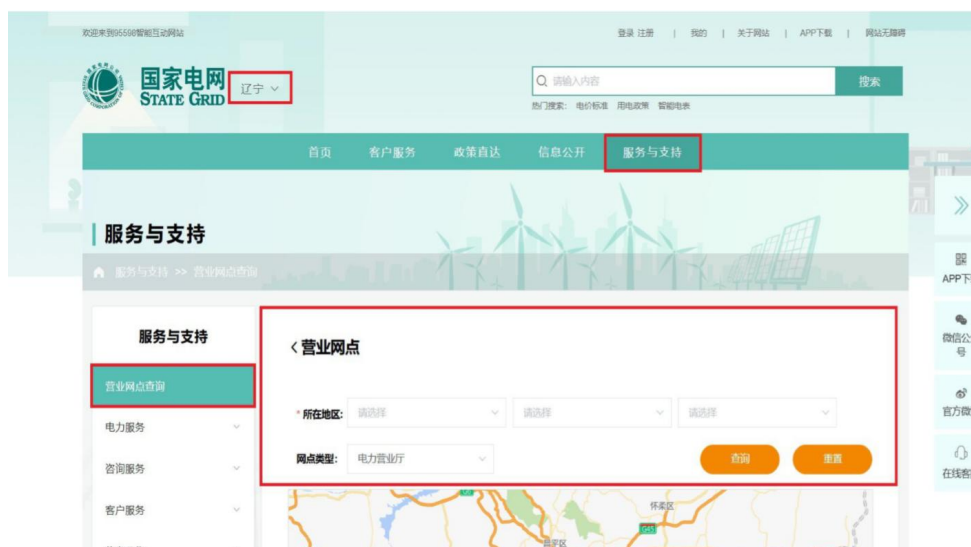 欢迎来到95598智能互动网站
登录 注册 | 我的 | 关于网站 | APP下载 | 网站无障碍
国家电网
STATE GRID
辽宁
请输入内容
搜索
热门搜索: 电价标准 用电政策 智能电表
首页 客户服务 政策直达 信息公开 服务与支持
服务与支持
服务与支持 >> 营业网点查询
APP下
微信公
号
官方微
在线客
服务与支持
营业网点查询
电力服务
咨询服务
客户服务
营业网点
* 所在地区: 请选择 请选择 请选择
网点类型: 电力营业厅
查询 重置
怀柔区
G45
昌平区